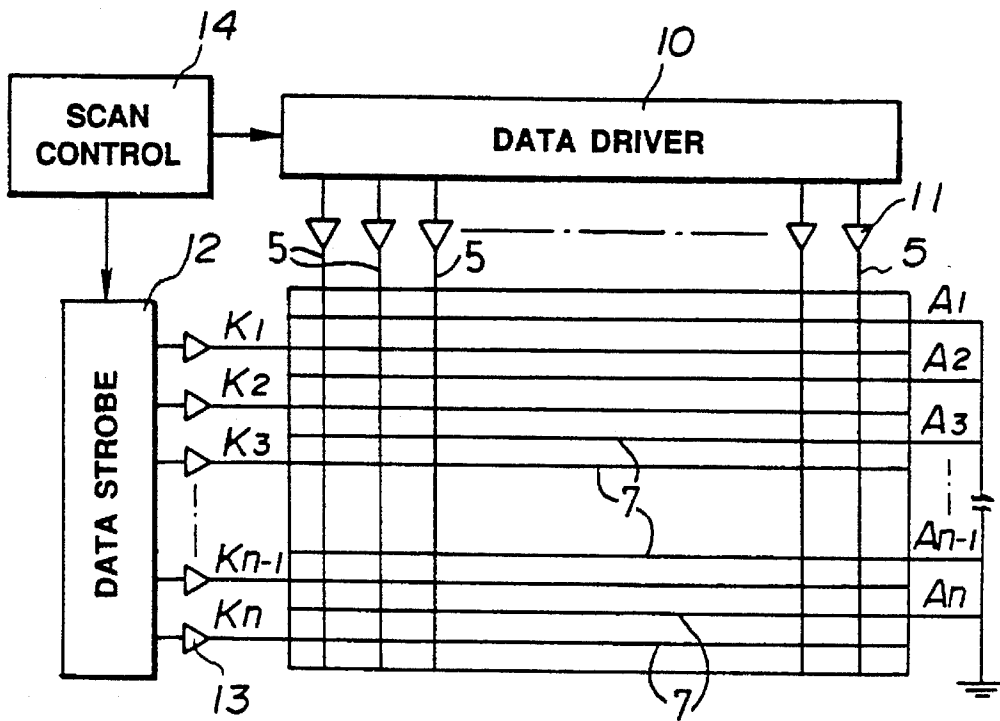 14
10
SCAN
CONTROL
DATA DRIVER
11
12
5
5
5
A1
K1
A2
K2
A3
K3
7
7
DATA STROBE
An-1
Kn-1
An
Kn
13
7